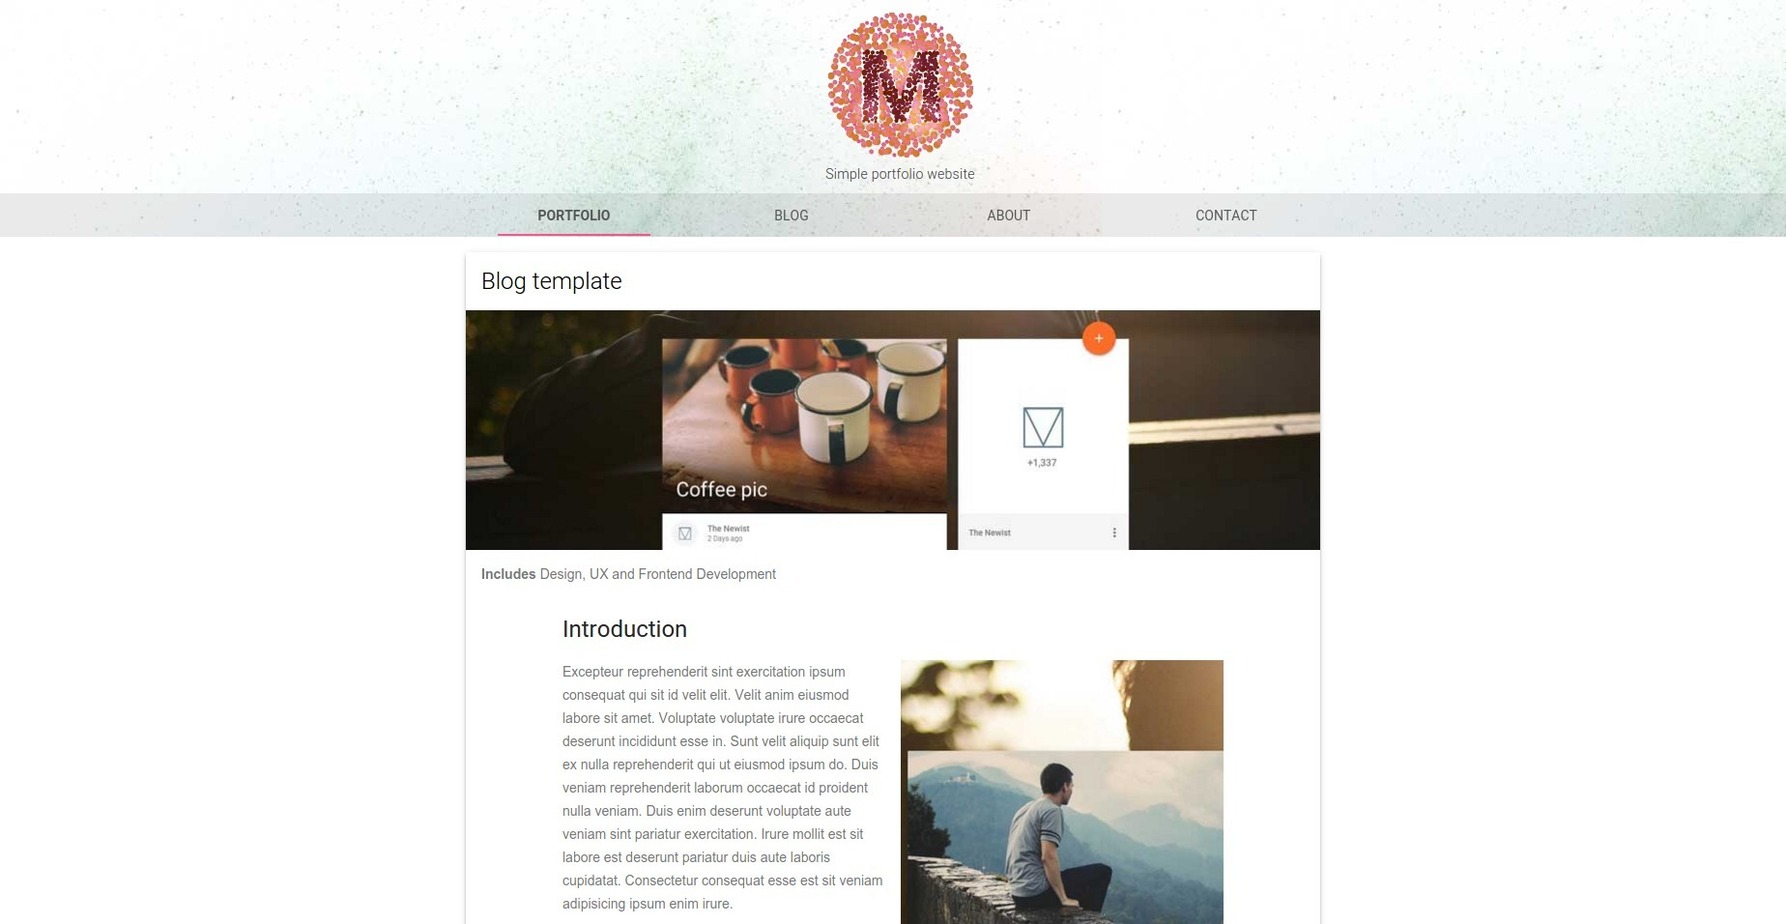 M
Simple portfolio website
PORTFOLIO BLOG ABOUT CONTACT
Blog template
+
+1,337
Coffee pic
The Newist
2 Days ago
The Newist
Includes Design, UX and Frontend Development
Introduction
Excepteur reprehenderit sint exercitation ipsum
consequat qui sit id velit elit. Velit anim eiusmod
labore sit amet. Voluptate voluptate irure occaecat
deserunt incididunt esse in. Sunt velit aliquip sunt elit
ex nulla reprehenderit qui ut eiusmod ipsum do. Duis
veniam reprehenderit laborum occaecat id proident
nulla veniam. Duis enim deserunt voluptate aute
veniam sint pariatur exercitation. Irure mollit est sit
labore est deserunt pariatur duis aute laboris
cupidatat. Consectetur consequat esse est sit veniam
adipisicing ipsum enim irure.